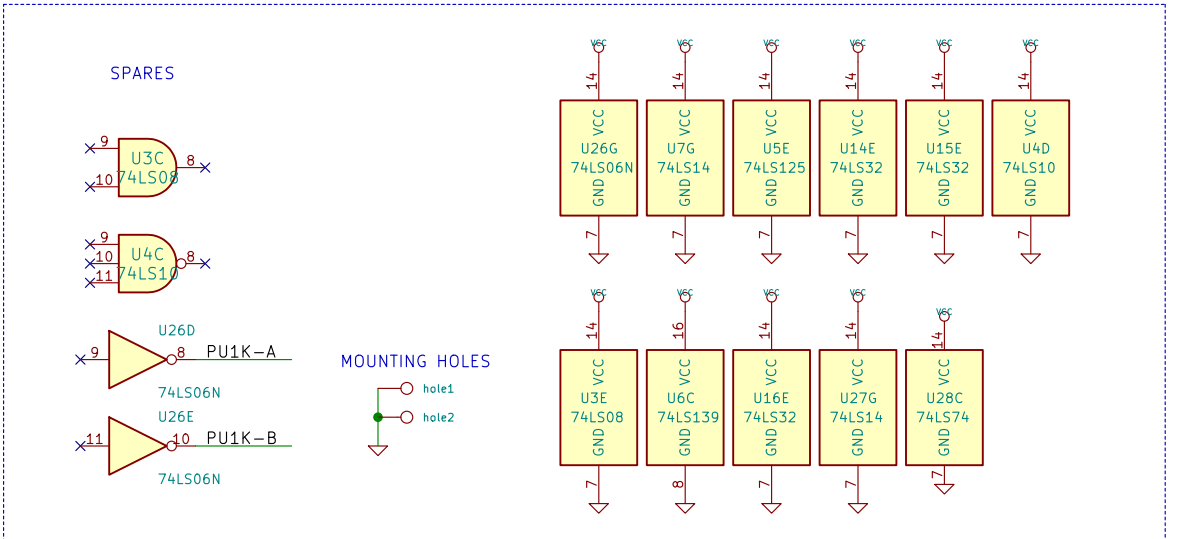 SPARES
9
10
U3C
74LS08
8
9
10
11
U4C
74LS10
8
U26D
9
8
PU1K-A
74LS06N
U26E
11
10
PU1K-B
74LS06N
MOUNTING HOLES
hole1
hole2
VCC
14
VCC
U26G
74LS06N
GND
7
VCC
14
VCC
U7G
74LS14
GND
7
VCC
14
VCC
U5E
74LS125
GND
7
VCC
14
VCC
U14E
74LS32
GND
7
VCC
14
VCC
U15E
74LS32
GND
7
VCC
14
VCC
U4D
74LS10
GND
7
VCC
14
VCC
U3E
74LS08
GND
7
VCC
16
VCC
U6C
74LS139
GND
8
VCC
14
VCC
U16E
74LS32
GND
7
VCC
14
VCC
U27G
74LS14
GND
7
VCC
14
VCC
U28C
74LS74
GND
7